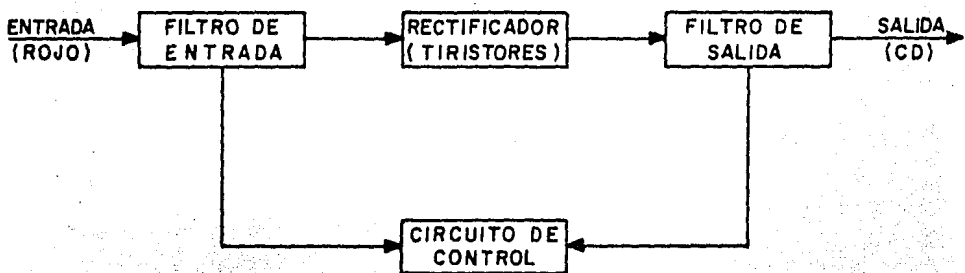 ENTRADA
(ROJO)
FILTRO DE
ENTRADA
RECTIFICADOR
(TIRISTORES)
FILTRO DE
SALIDA
SALIDA
(CD)
CIRCUITO DE
CONTROL